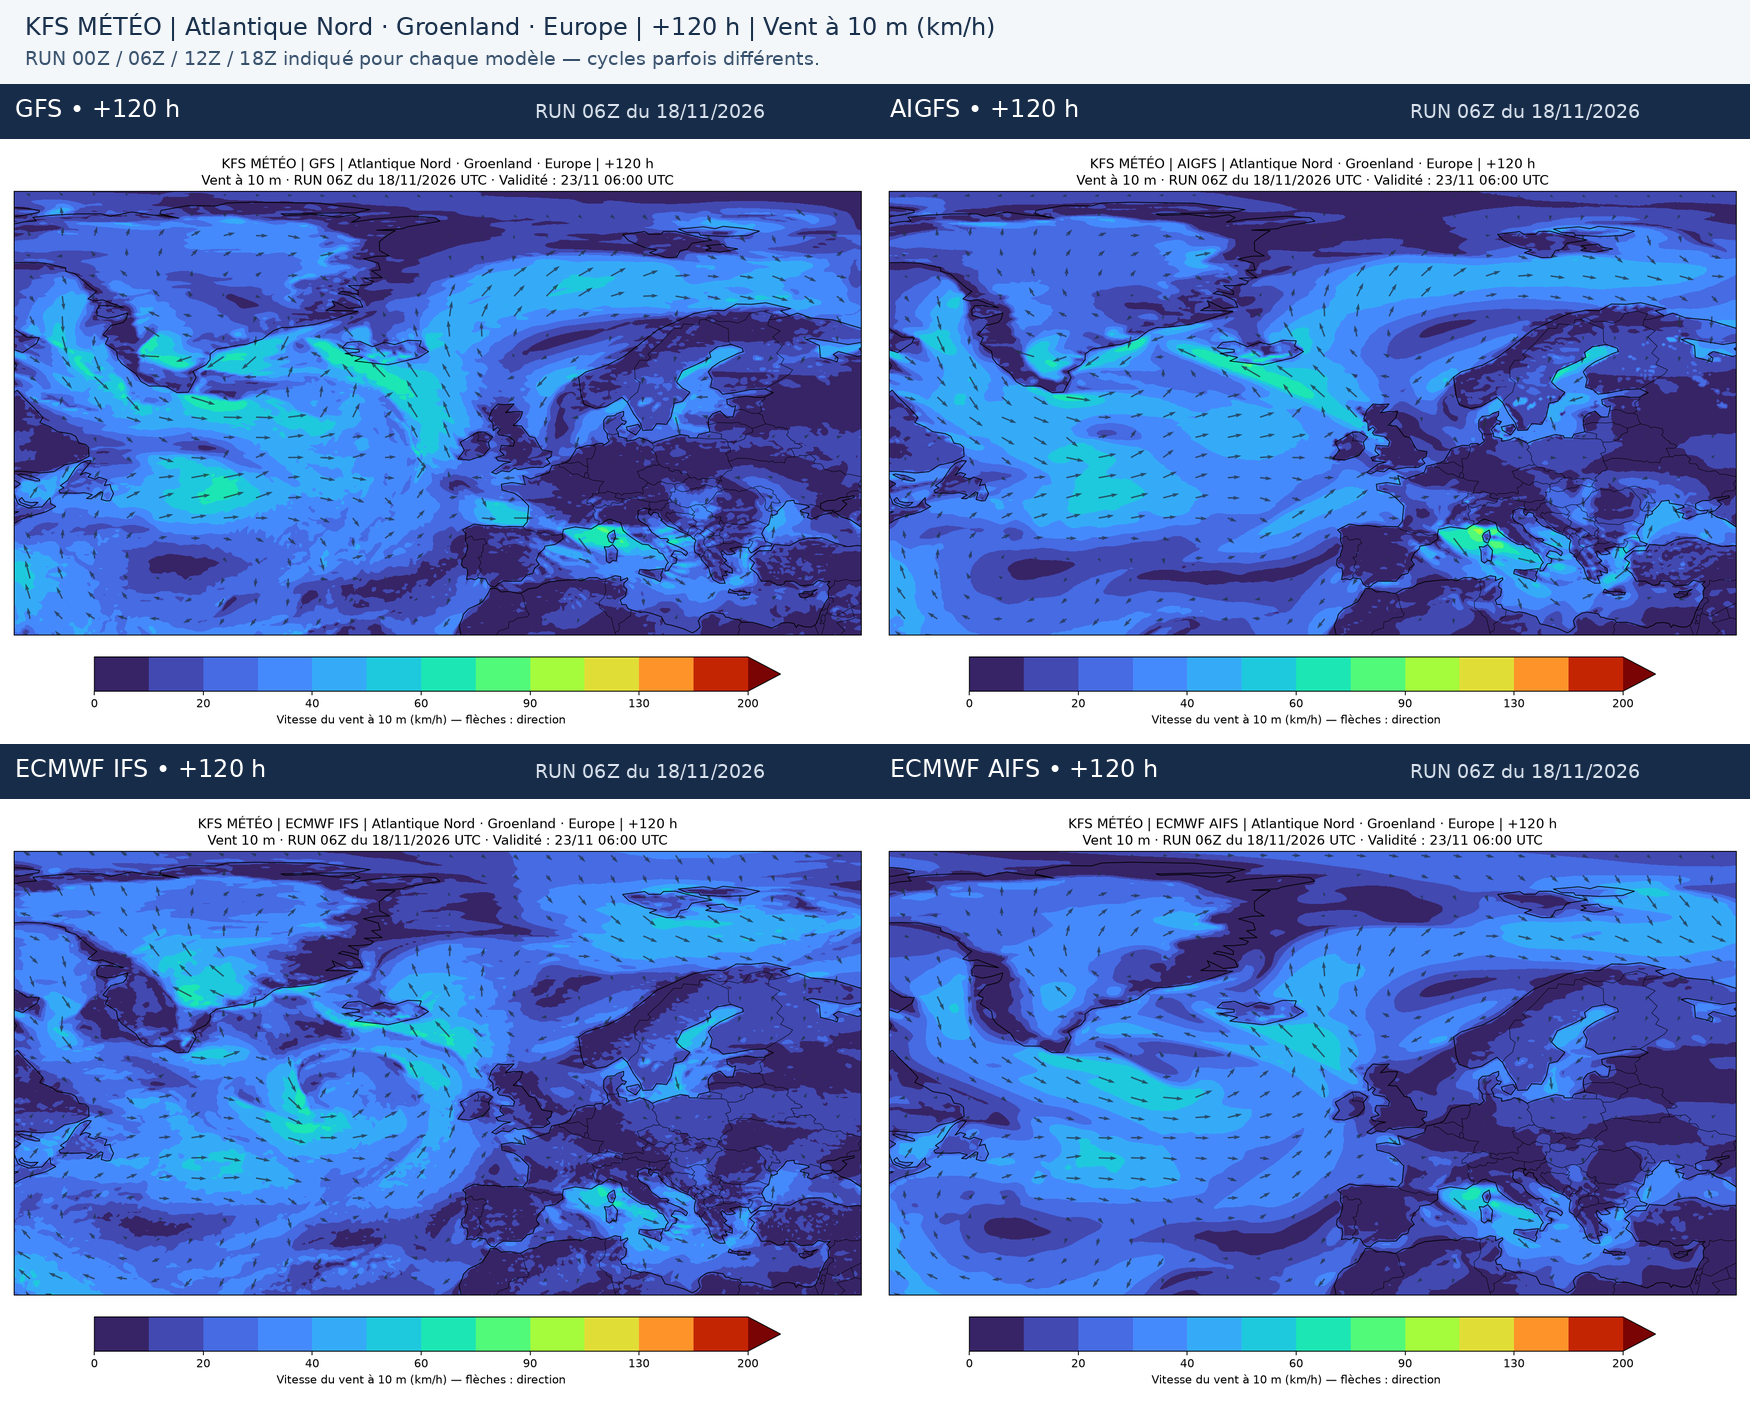 KFS MÉTÉO | Atlantique Nord · Groenland · Europe | +120 h | Vent à 10 m (km/h)
RUN 00Z / 06Z / 12Z / 18Z indiqué pour chaque modèle — cycles parfois différents.
GFS • +120 h
RUN 06Z du 18/11/2026
KFS MÉTÉO | GFS | Atlantique Nord · Groenland · Europe | +120 h
Vent à 10 m · RUN 06Z du 18/11/2026 UTC · Validité : 23/11 06:00 UTC
0 20 40 60 90 130 200
Vitesse du vent à 10 m (km/h) — flèches : direction
AIGFS • +120 h
RUN 06Z du 18/11/2026
KFS MÉTÉO | AIGFS | Atlantique Nord · Groenland · Europe | +120 h
Vent à 10 m · RUN 06Z du 18/11/2026 UTC · Validité : 23/11 06:00 UTC
0 20 40 60 90 130 200
Vitesse du vent à 10 m (km/h) — flèches : direction
ECMWF IFS • +120 h
RUN 06Z du 18/11/2026
KFS MÉTÉO | ECMWF IFS | Atlantique Nord · Groenland · Europe | +120 h
Vent 10 m · RUN 06Z du 18/11/2026 UTC · Validité : 23/11 06:00 UTC
0 20 40 60 90 130 200
Vitesse du vent à 10 m (km/h) — flèches : direction
ECMWF AIFS • +120 h
RUN 06Z du 18/11/2026
KFS MÉTÉO | ECMWF AIFS | Atlantique Nord · Groenland · Europe | +120 h
Vent 10 m · RUN 06Z du 18/11/2026 UTC · Validité : 23/11 06:00 UTC
0 20 40 60 90 130 200
Vitesse du vent à 10 m (km/h) — flèches : direction